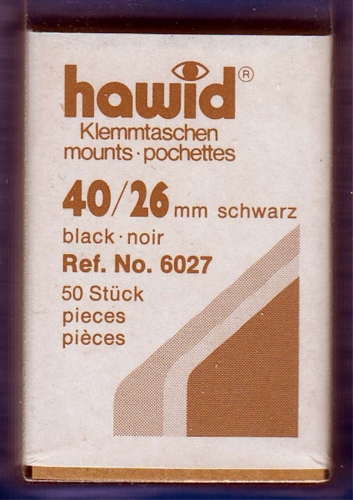 hawid®
Klemmtaschen
mounts · pochettes
40/26 mm schwarz
black · noir
Ref. No. 6027
50 Stück
pieces
pièces